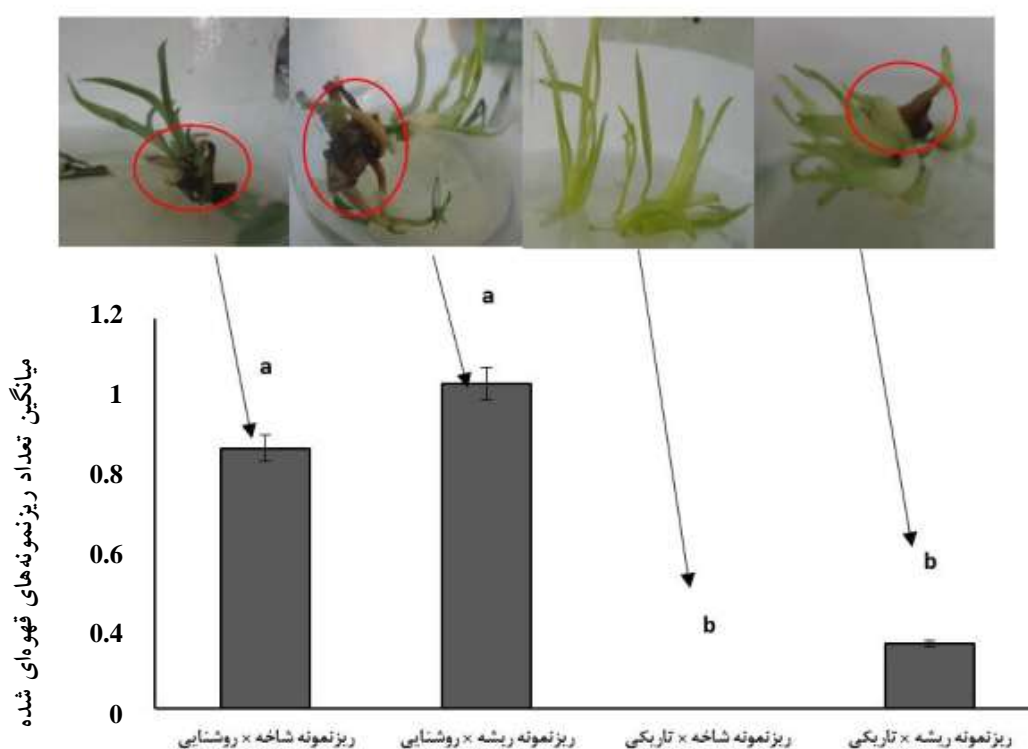 a
a
b
b
1.2
1
0.8
0.6
0.4
0
میانگین تعداد ریزنمونه‌های قهوه‌ای شده
ریزنمونه شاخه × روشنایی
ریزنمونه ریشه × روشنایی
ریزنمونه شاخه × تاریکی
ریزنمونه ریشه × تاریکی